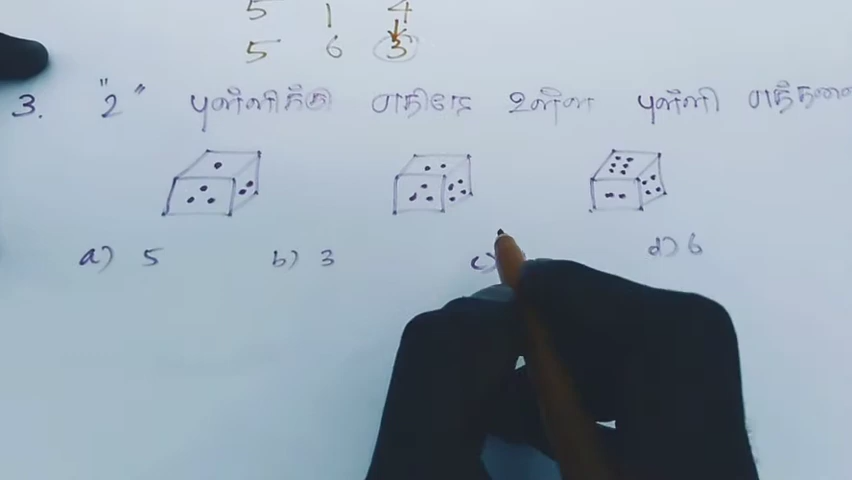 5 1 4
5 6 3
3. "2" புள்ளிக்கு எதிரே உள்ள புள்ளி
a) 5 b) 3 c) d) 6